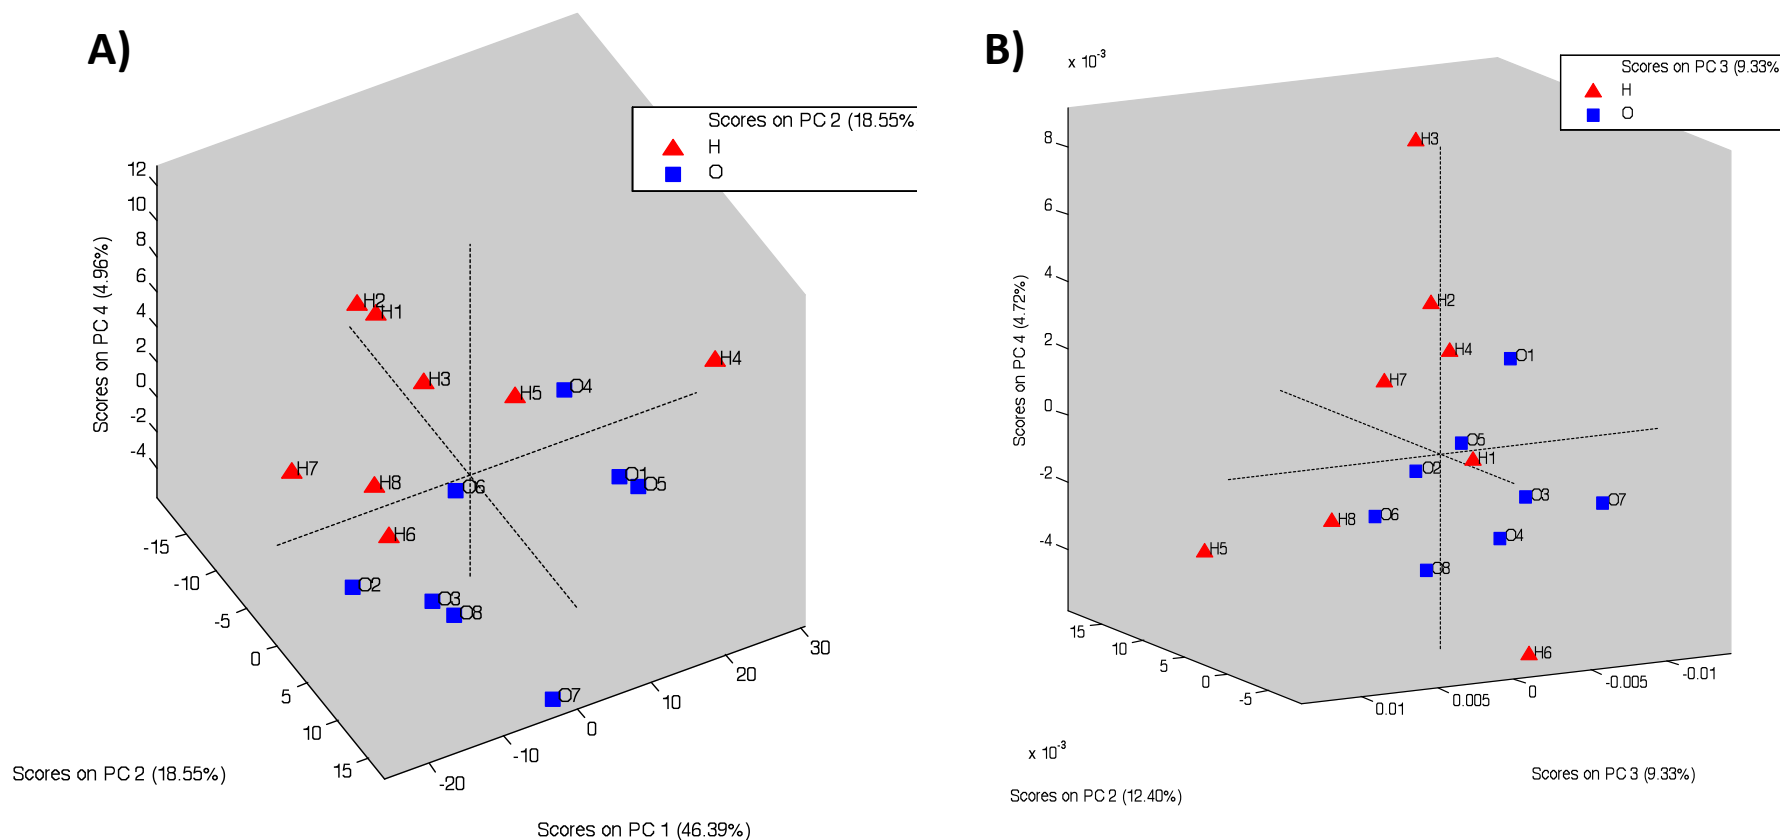 A)
Scores on PC 2 (18.55%
H
O
12
10
8
6
4
2
0
-2
-4
Scores on PC 4 (4.96%)
H2
H1
H3
H4
H5
O4
H7
H8
O6
O1
O5
H6
O2
O3
O8
O7
-15
-10
-5
0
5
10
15
-20
-10
0
10
20
30
Scores on PC 2 (18.55%)
Scores on PC 1 (46.39%)
B)
x 10-3
Scores on PC 3 (9.33%
H
O
8
6
4
2
0
-2
-4
Scores on PC 4 (4.72%)
H3
H2
H4
O1
H7
O5
H1
O2
O3
O7
O6
H8
O4
H5
O8
H6
15
10
5
0
-5
0.01
0.005
0
-0.005
-0.01
x 10-3
Scores on PC 3 (9.33%)
Scores on PC 2 (12.40%)